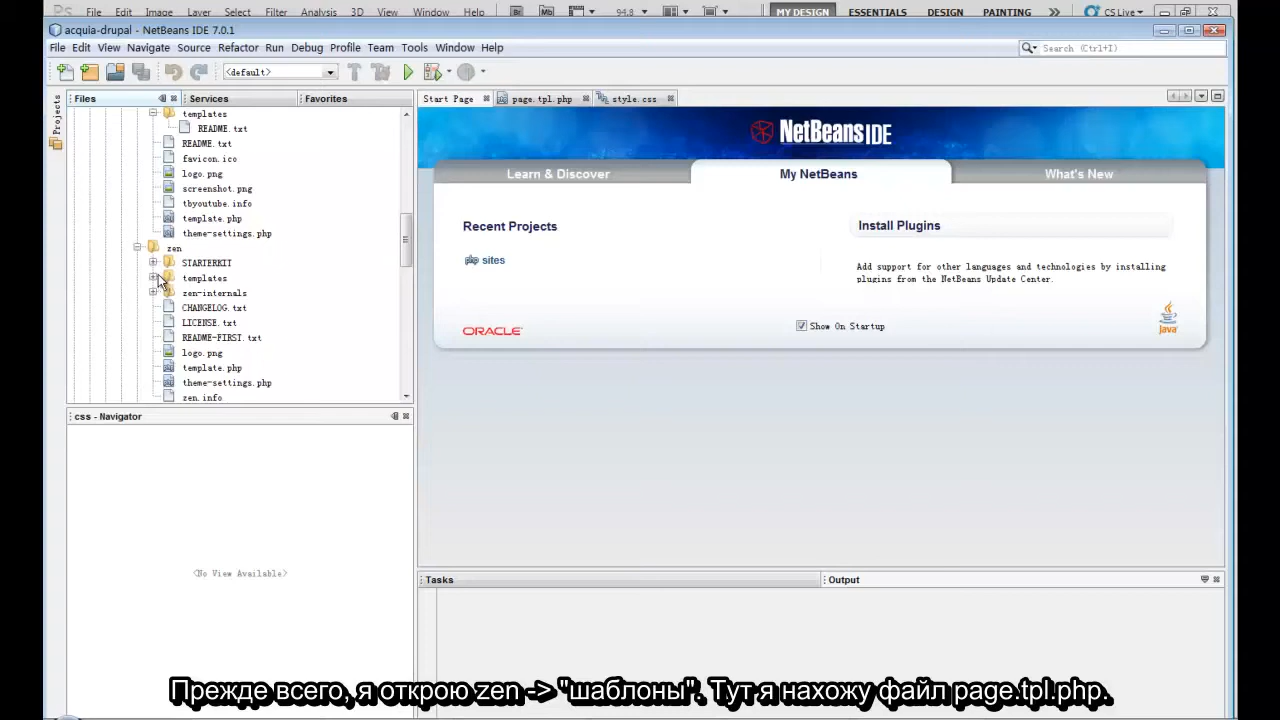 Ps File Edit Image Layer Select Filter Analysis 3D View Window Help Br Mb 94.8 MY DESIGN ESSENTIALS DESIGN PAINTING >> CS Live
acquia-drupal - NetBeans IDE 7.0.1
File Edit View Navigate Source Refactor Run Debug Profile Team Tools Window Help
Search (Ctrl+I)
<default>
Projects
Files Services Favorites
Start Page page.tpl.php style.css
templates
README.txt
README.txt
favicon.ico
logo.png
screenshot.png
tbyoutube.info
template.php
theme-settings.php
zen
STARTERKIT
templates
zen-internals
CHANGELOG.txt
LICENSE.txt
README-FIRST.txt
logo.png
template.php
theme-settings.php
zen.info
NetBeans IDE
Learn & Discover My NetBeans What's New
Recent Projects
sites
Install Plugins
Add support for other languages and technologies by installing
plugins from the NetBeans Update Center.
ORACLE
Show On Startup
Java
css - Navigator
<No View Available>
Tasks Output
Прежде всего, я открою zen -> "шаблоны". Тут я нахожу файл page.tpl.php.